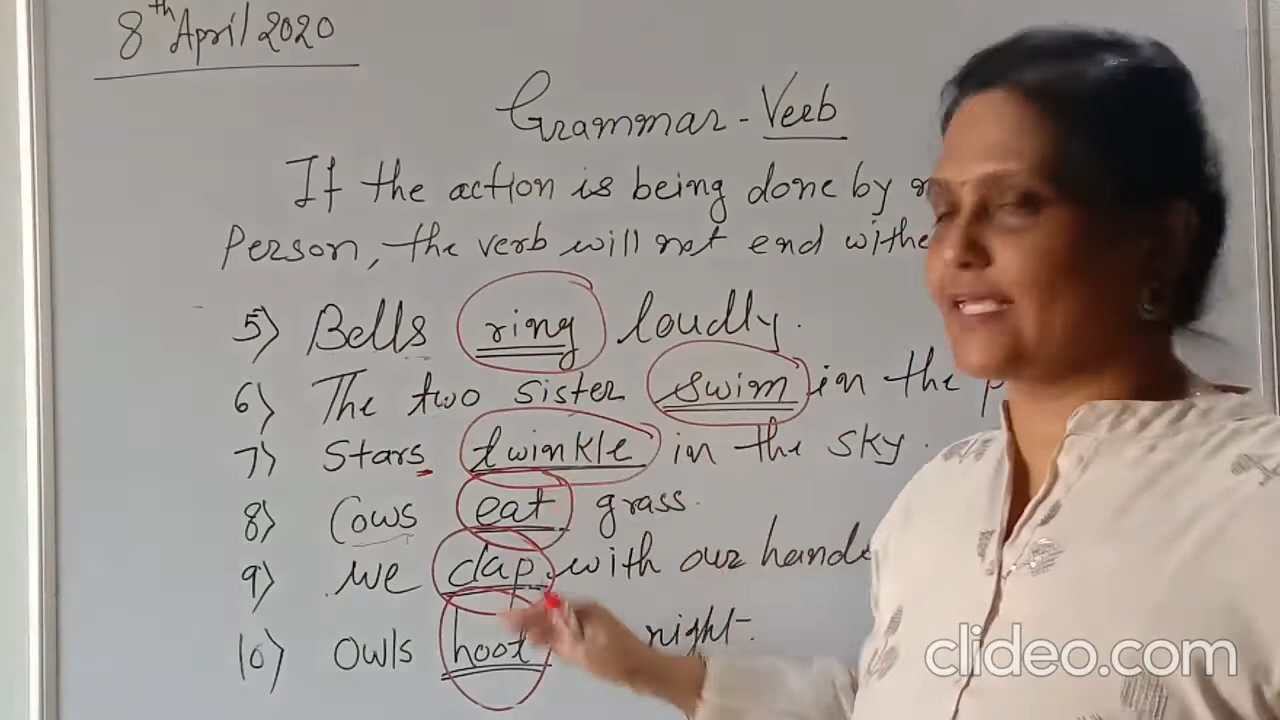 8th April 2020
Grammar - Verb
If the action is being done by
Person, the verb will not end with
5) Bells ring loudly.
6) The two sister swim in the
7) Stars twinkle in the sky.
8) Cows eat grass.
9) We clap with our hands
10) Owls hoot night.
clideo.com